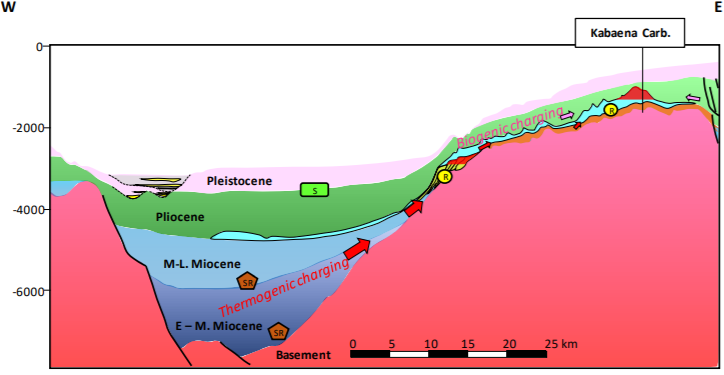 W
E
Kabaena Carb.
0
-2000
-4000
-6000
Biogenic charging
R
R
Pleistocene
S
Pliocene
M-L. Miocene
SR
Thermogenic charging
E – M. Miocene
SR
Basement
0 5 10 15 20 25 km